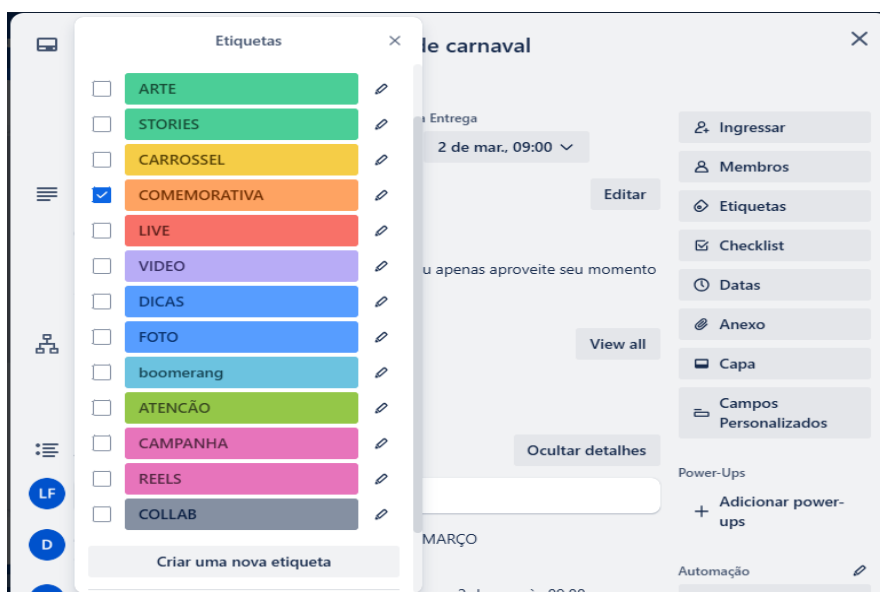 Etiquetas
ARTE
STORIES
CARROSSEL
COMEMORATIVA
LIVE
VIDEO
DICAS
FOTO
boomerang
ATENCÃO
CAMPANHA
REELS
COLLAB
Criar uma nova etiqueta
de carnaval
Entrega
2 de mar., 09:00
Editar
u apenas aproveite seu momento
View all
Ocultar detalhes
MARÇO
LF
D
Ingressar
Membros
Etiquetas
Checklist
Datas
Anexo
Capa
Campos
Personalizados
Power-Ups
Adicionar power-
ups
Automação